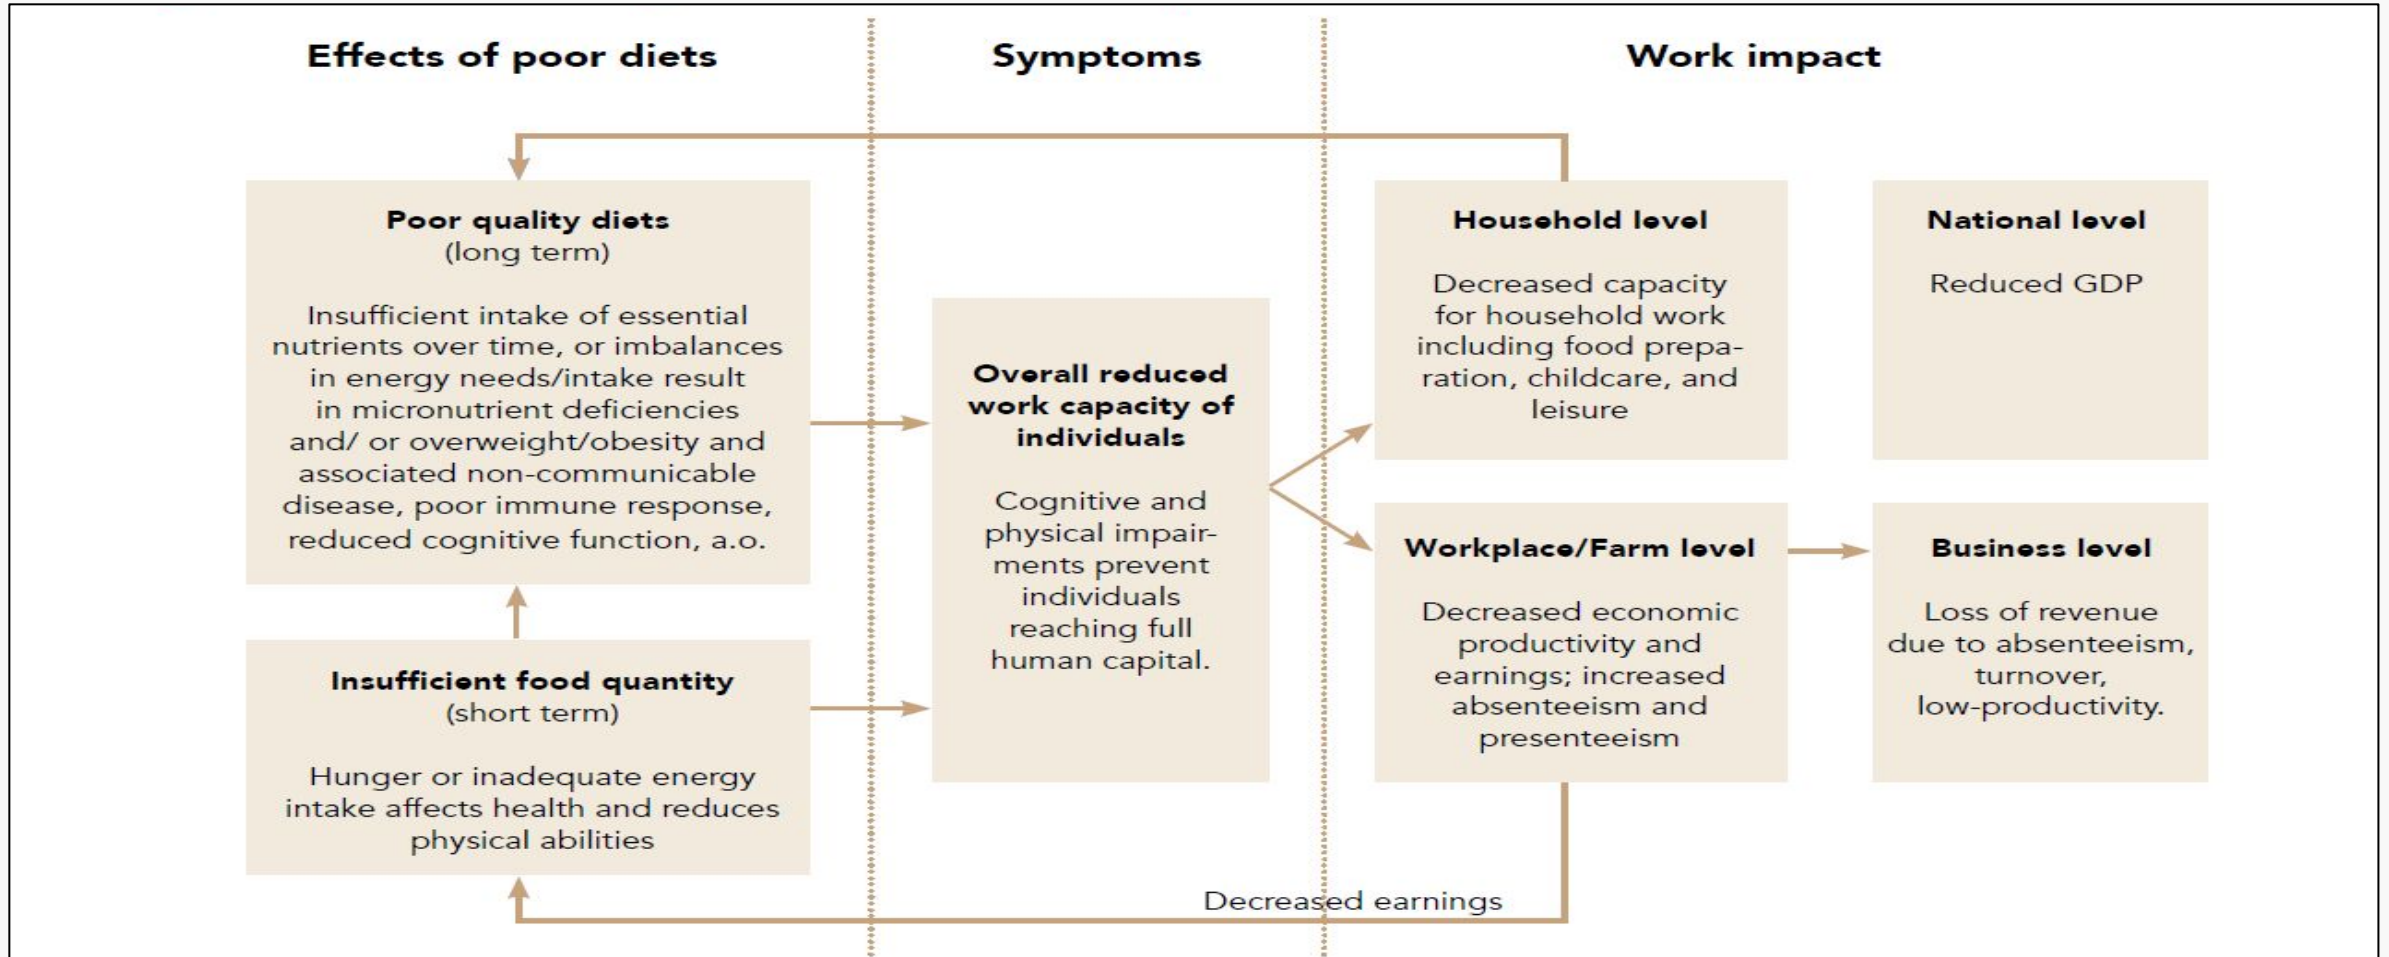 Effects of poor diets
Symptoms
Work impact
Poor quality diets
(long term)
Insufficient intake of essential
nutrients over time, or imbalances
in energy needs/intake result
in micronutrient deficiencies
and/ or overweight/obesity and
associated non-communicable
disease, poor immune response,
reduced cognitive function, a.o.
Insufficient food quantity
(short term)
Hunger or inadequate energy
intake affects health and reduces
physical abilities
Overall reduced
work capacity of
individuals
Cognitive and
physical impair-
ments prevent
individuals
reaching full
human capital.
Household level
Decreased capacity
for household work
including food prepa-
ration, childcare, and
leisure
National level
Reduced GDP
Workplace/Farm level
Decreased economic
productivity and
earnings; increased
absenteeism and
presenteeism
Business level
Loss of revenue
due to absenteeism,
turnover,
low-productivity.
Decreased earnings